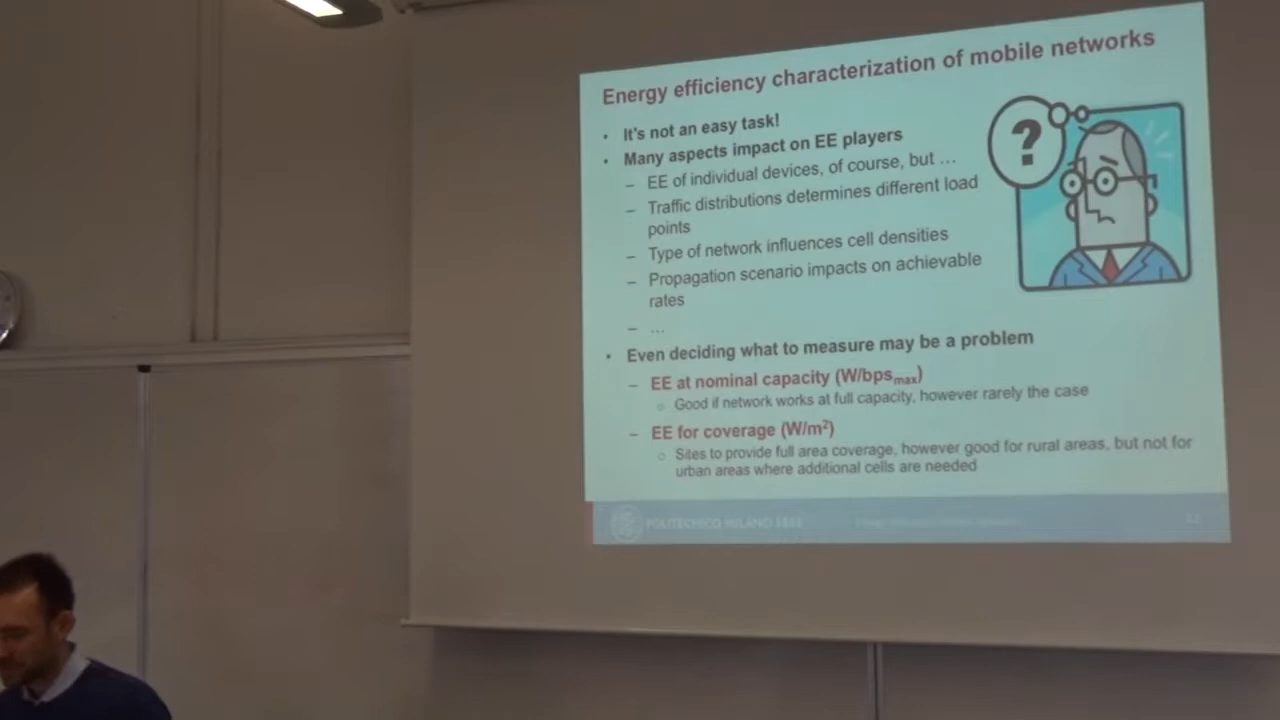 Energy efficiency characterization of mobile networks
• It's not an easy task!
• Many aspects impact on EE players
– EE of individual devices, of course, but …
– Traffic distributions determines different load
points
– Type of network influences cell densities
– Propagation scenario impacts on achievable
rates
– …
?
• Even deciding what to measure may be a problem
– EE at nominal capacity (W/bpsmax)
○ Good if network works at full capacity, however rarely the case
– EE for coverage (W/m²)
○ Sites to provide full area coverage, however good for rural areas, but not for
urban areas where additional cells are needed
POLITECNICO MILANO 1863